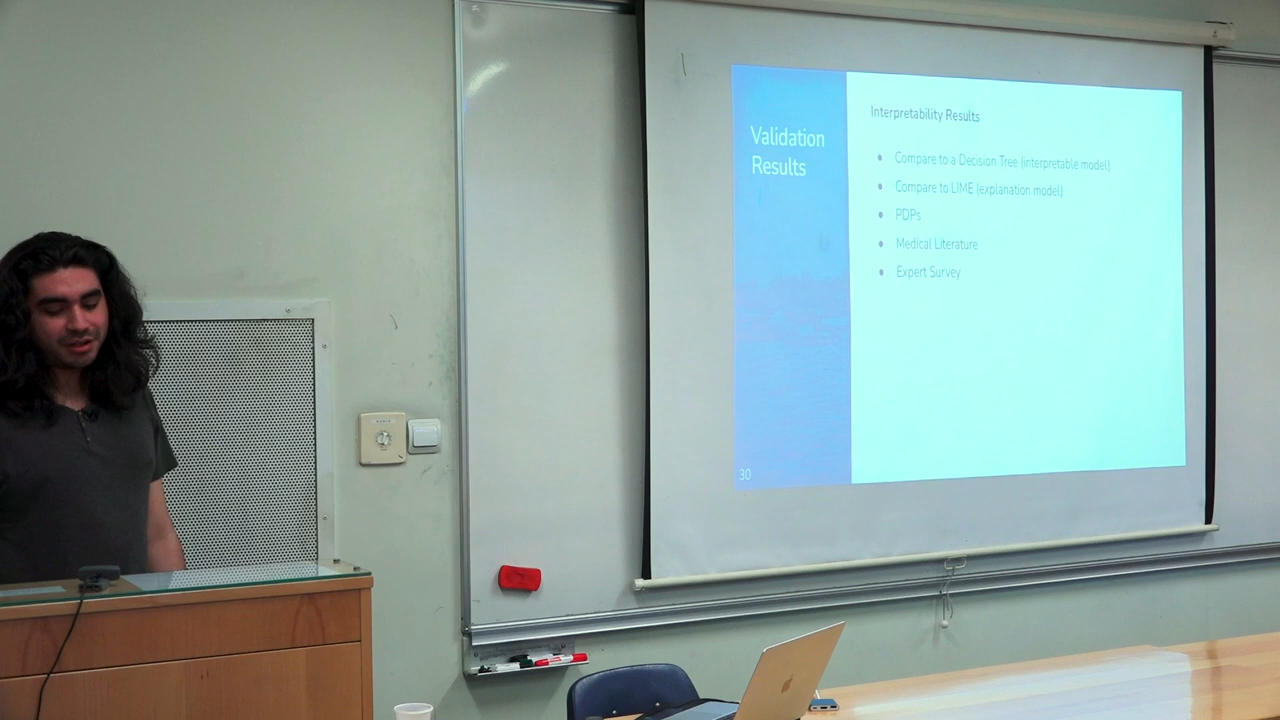 Validation
Results
Interpretability Results
Compare to a Decision Tree (interpretable model)
Compare to LIME (explanation model)
PDPs
Medical Literature
Expert Survey
30